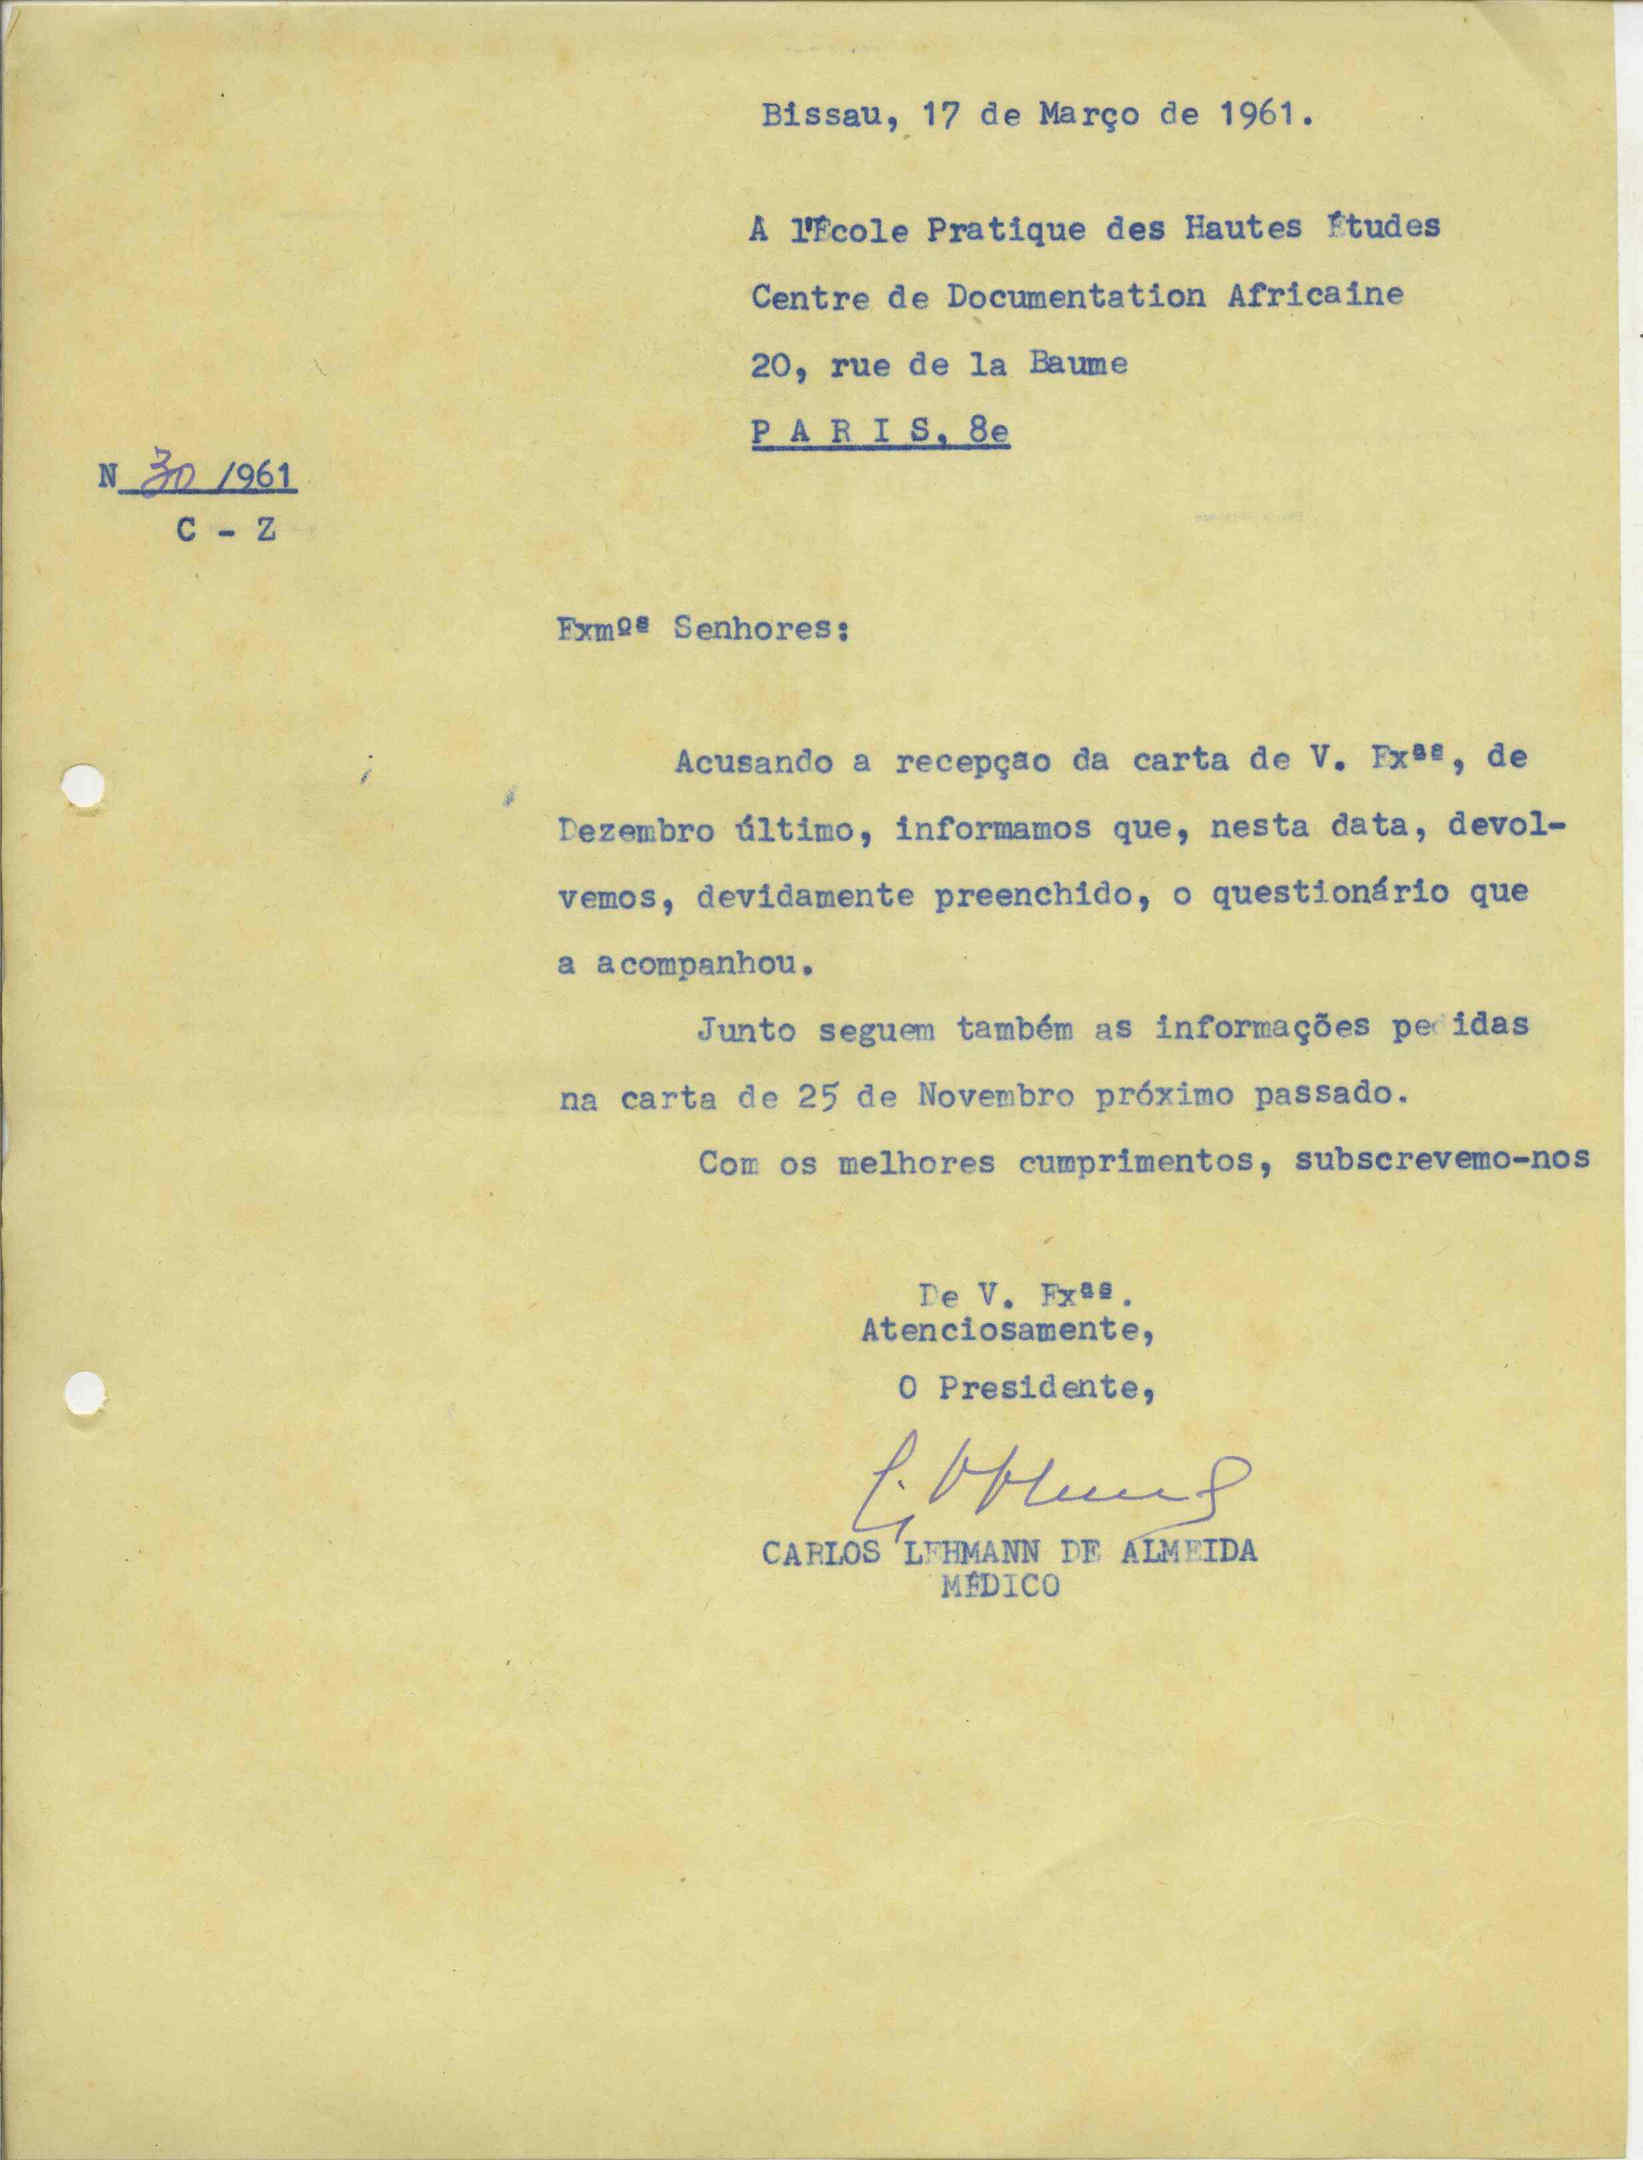 Bissau, 17 de Março de 1961.
A l'École Pratique des Hautes Études
Centre de Documentation Africaine
20, rue de la Baume
P A R I S, 8e
N 30 /961
C - Z
Exmºs Senhores:
Acusando a recepção da carta de V. Exªs, de
Dezembro último, informamos que, nesta data, devol-
vemos, devidamente preenchido, o questionário que
a acompanhou.
Junto seguem também as informações pedidas
na carta de 25 de Novembro próximo passado.
Com os melhores cumprimentos, subscrevemo-nos
De V. Exªs.
Atenciosamente,
O Presidente,
CARLOS LEHMANN DE ALMEIDA
MÉDICO